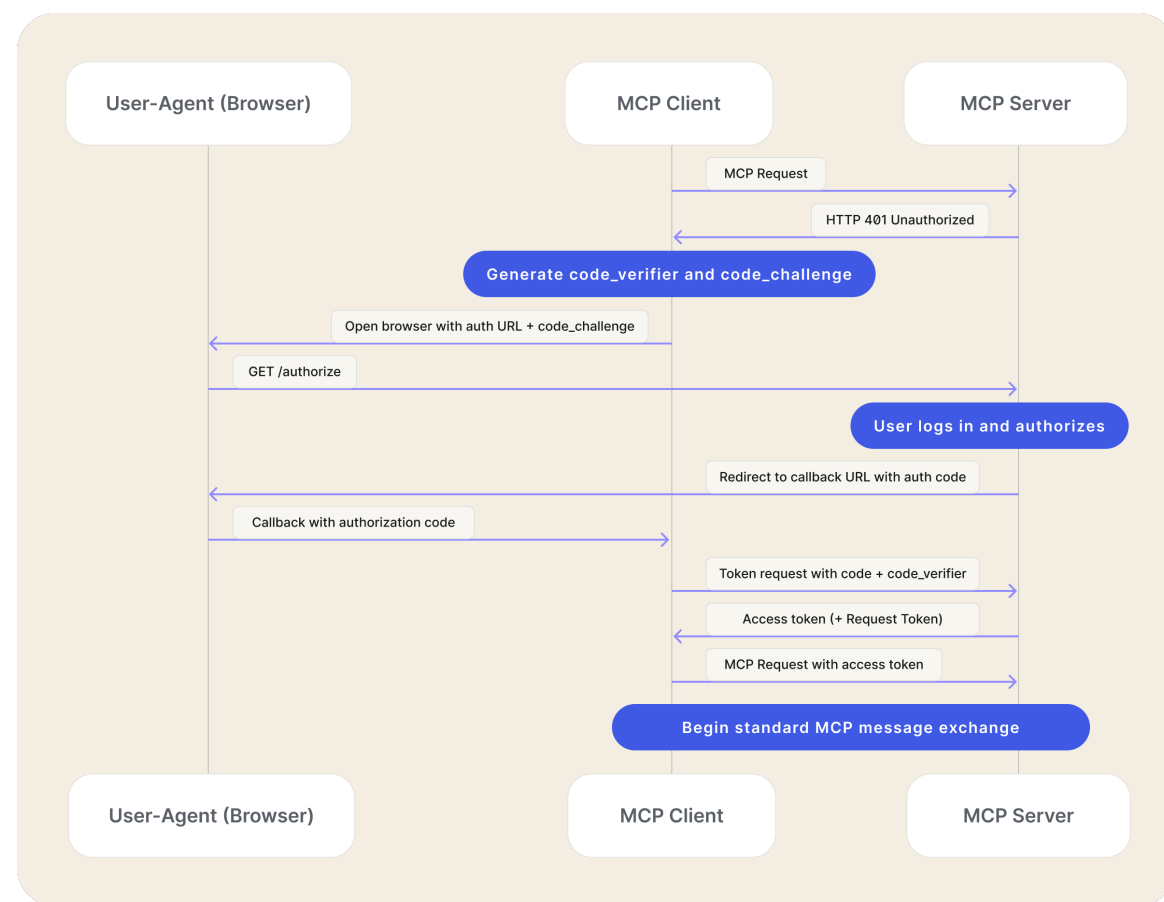 User-Agent (Browser)
MCP Client
MCP Server
MCP Request
HTTP 401 Unauthorized
Generate code_verifier and code_challenge
Open browser with auth URL + code_challenge
GET /authorize
User logs in and authorizes
Redirect to callback URL with auth code
Callback with authorization code
Token request with code + code_verifier
Access token (+ Request Token)
MCP Request with access token
Begin standard MCP message exchange
User-Agent (Browser)
MCP Client
MCP Server